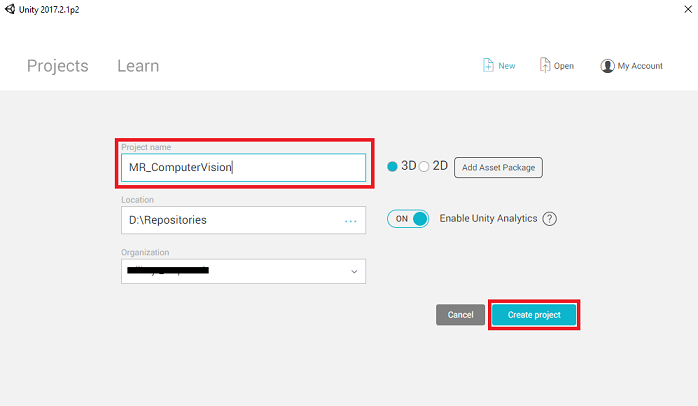 Unity 2017.2.1p2
Projects Learn New Open My Account
Project name
MR_ComputerVision
3D 2D Add Asset Package
Location
D:\Repositories ...
ON Enable Unity Analytics ?
Organization
Cancel Create project